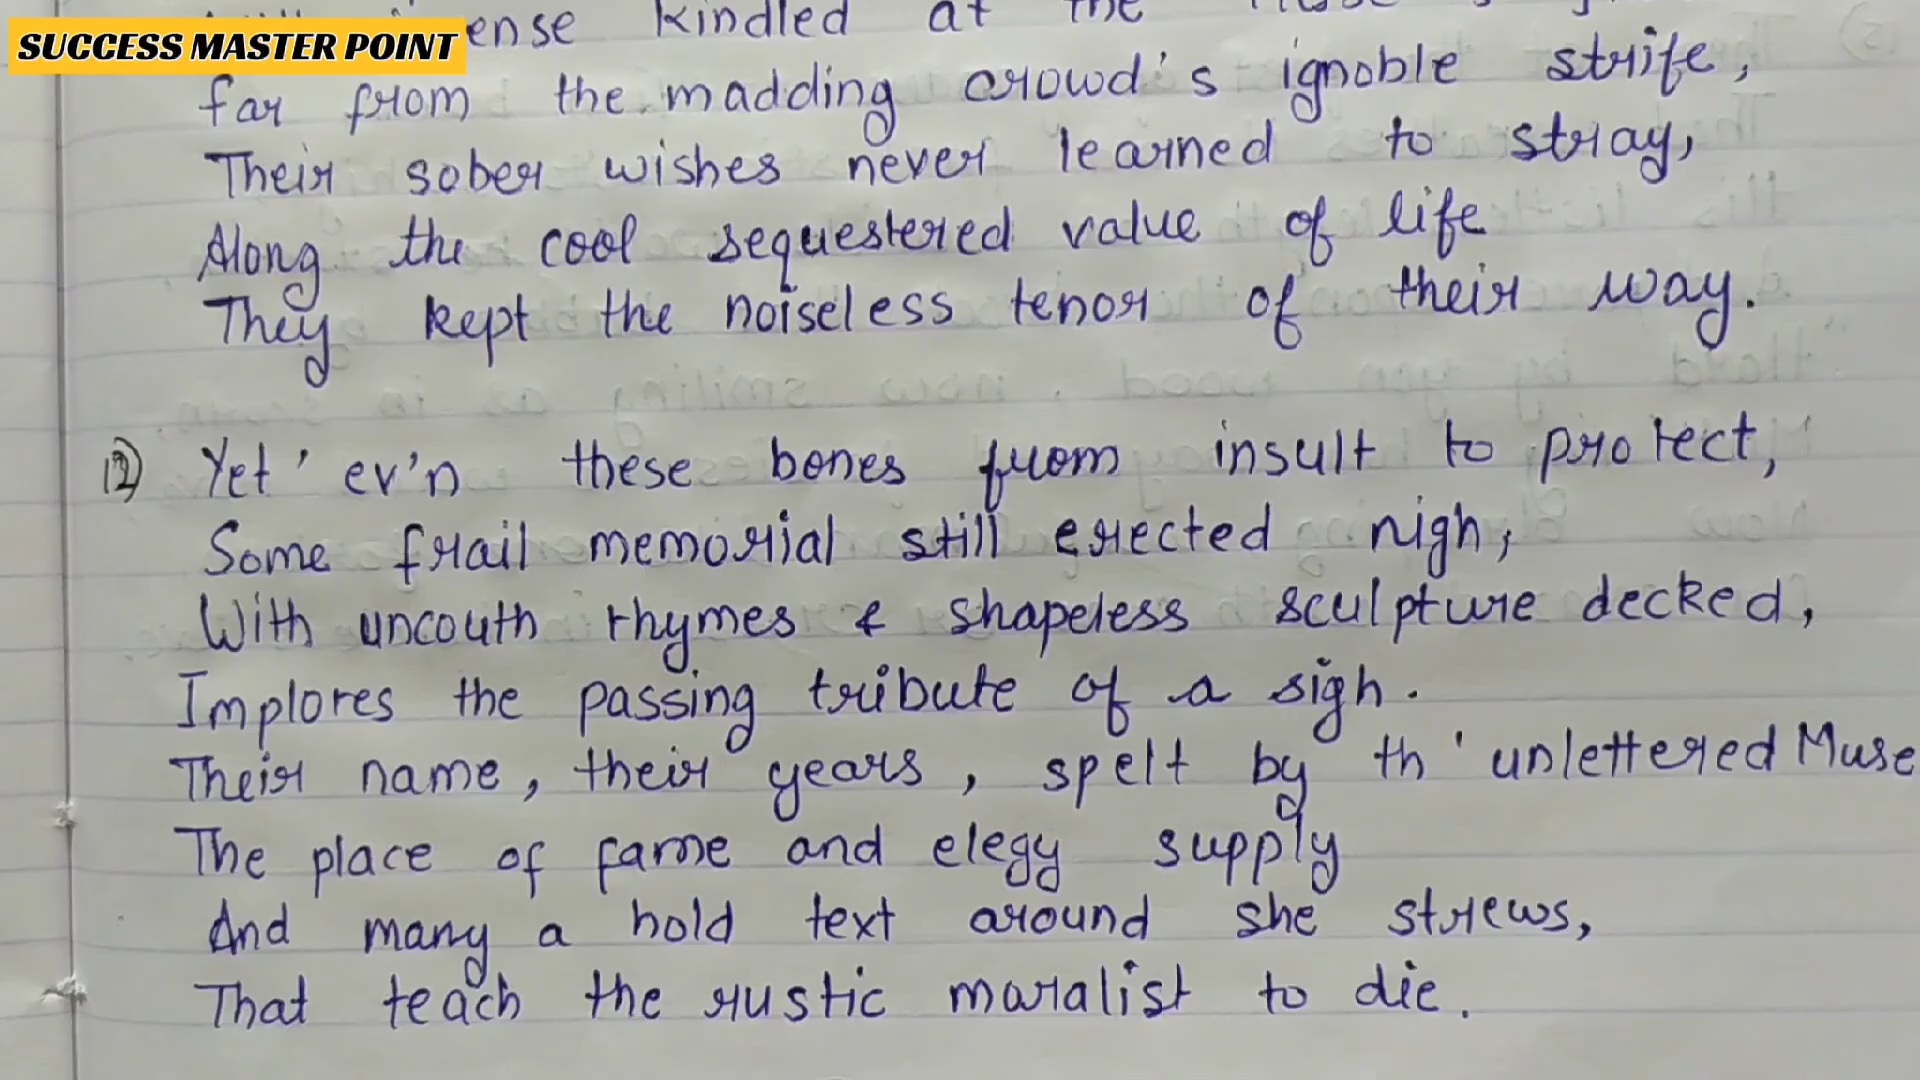 ense kindled at the
SUCCESS MASTER POINT
far from the madding crowd's ignoble strife,
Their sober wishes never learned to stray,
Along the cool sequestered value of life
They kept the noiseless tenor of their way.
12) Yet' ev'n these bones from insult to protect,
Some frail memorial still erected nigh;
With uncouth rhymes & shapeless sculpture decked,
Implores the passing tribute of a sigh.
Their name, their years, spelt by th' unlettered Muse
The place of fame and elegy supply
And many a hold text around she strews,
That teach the rustic moralist to die.